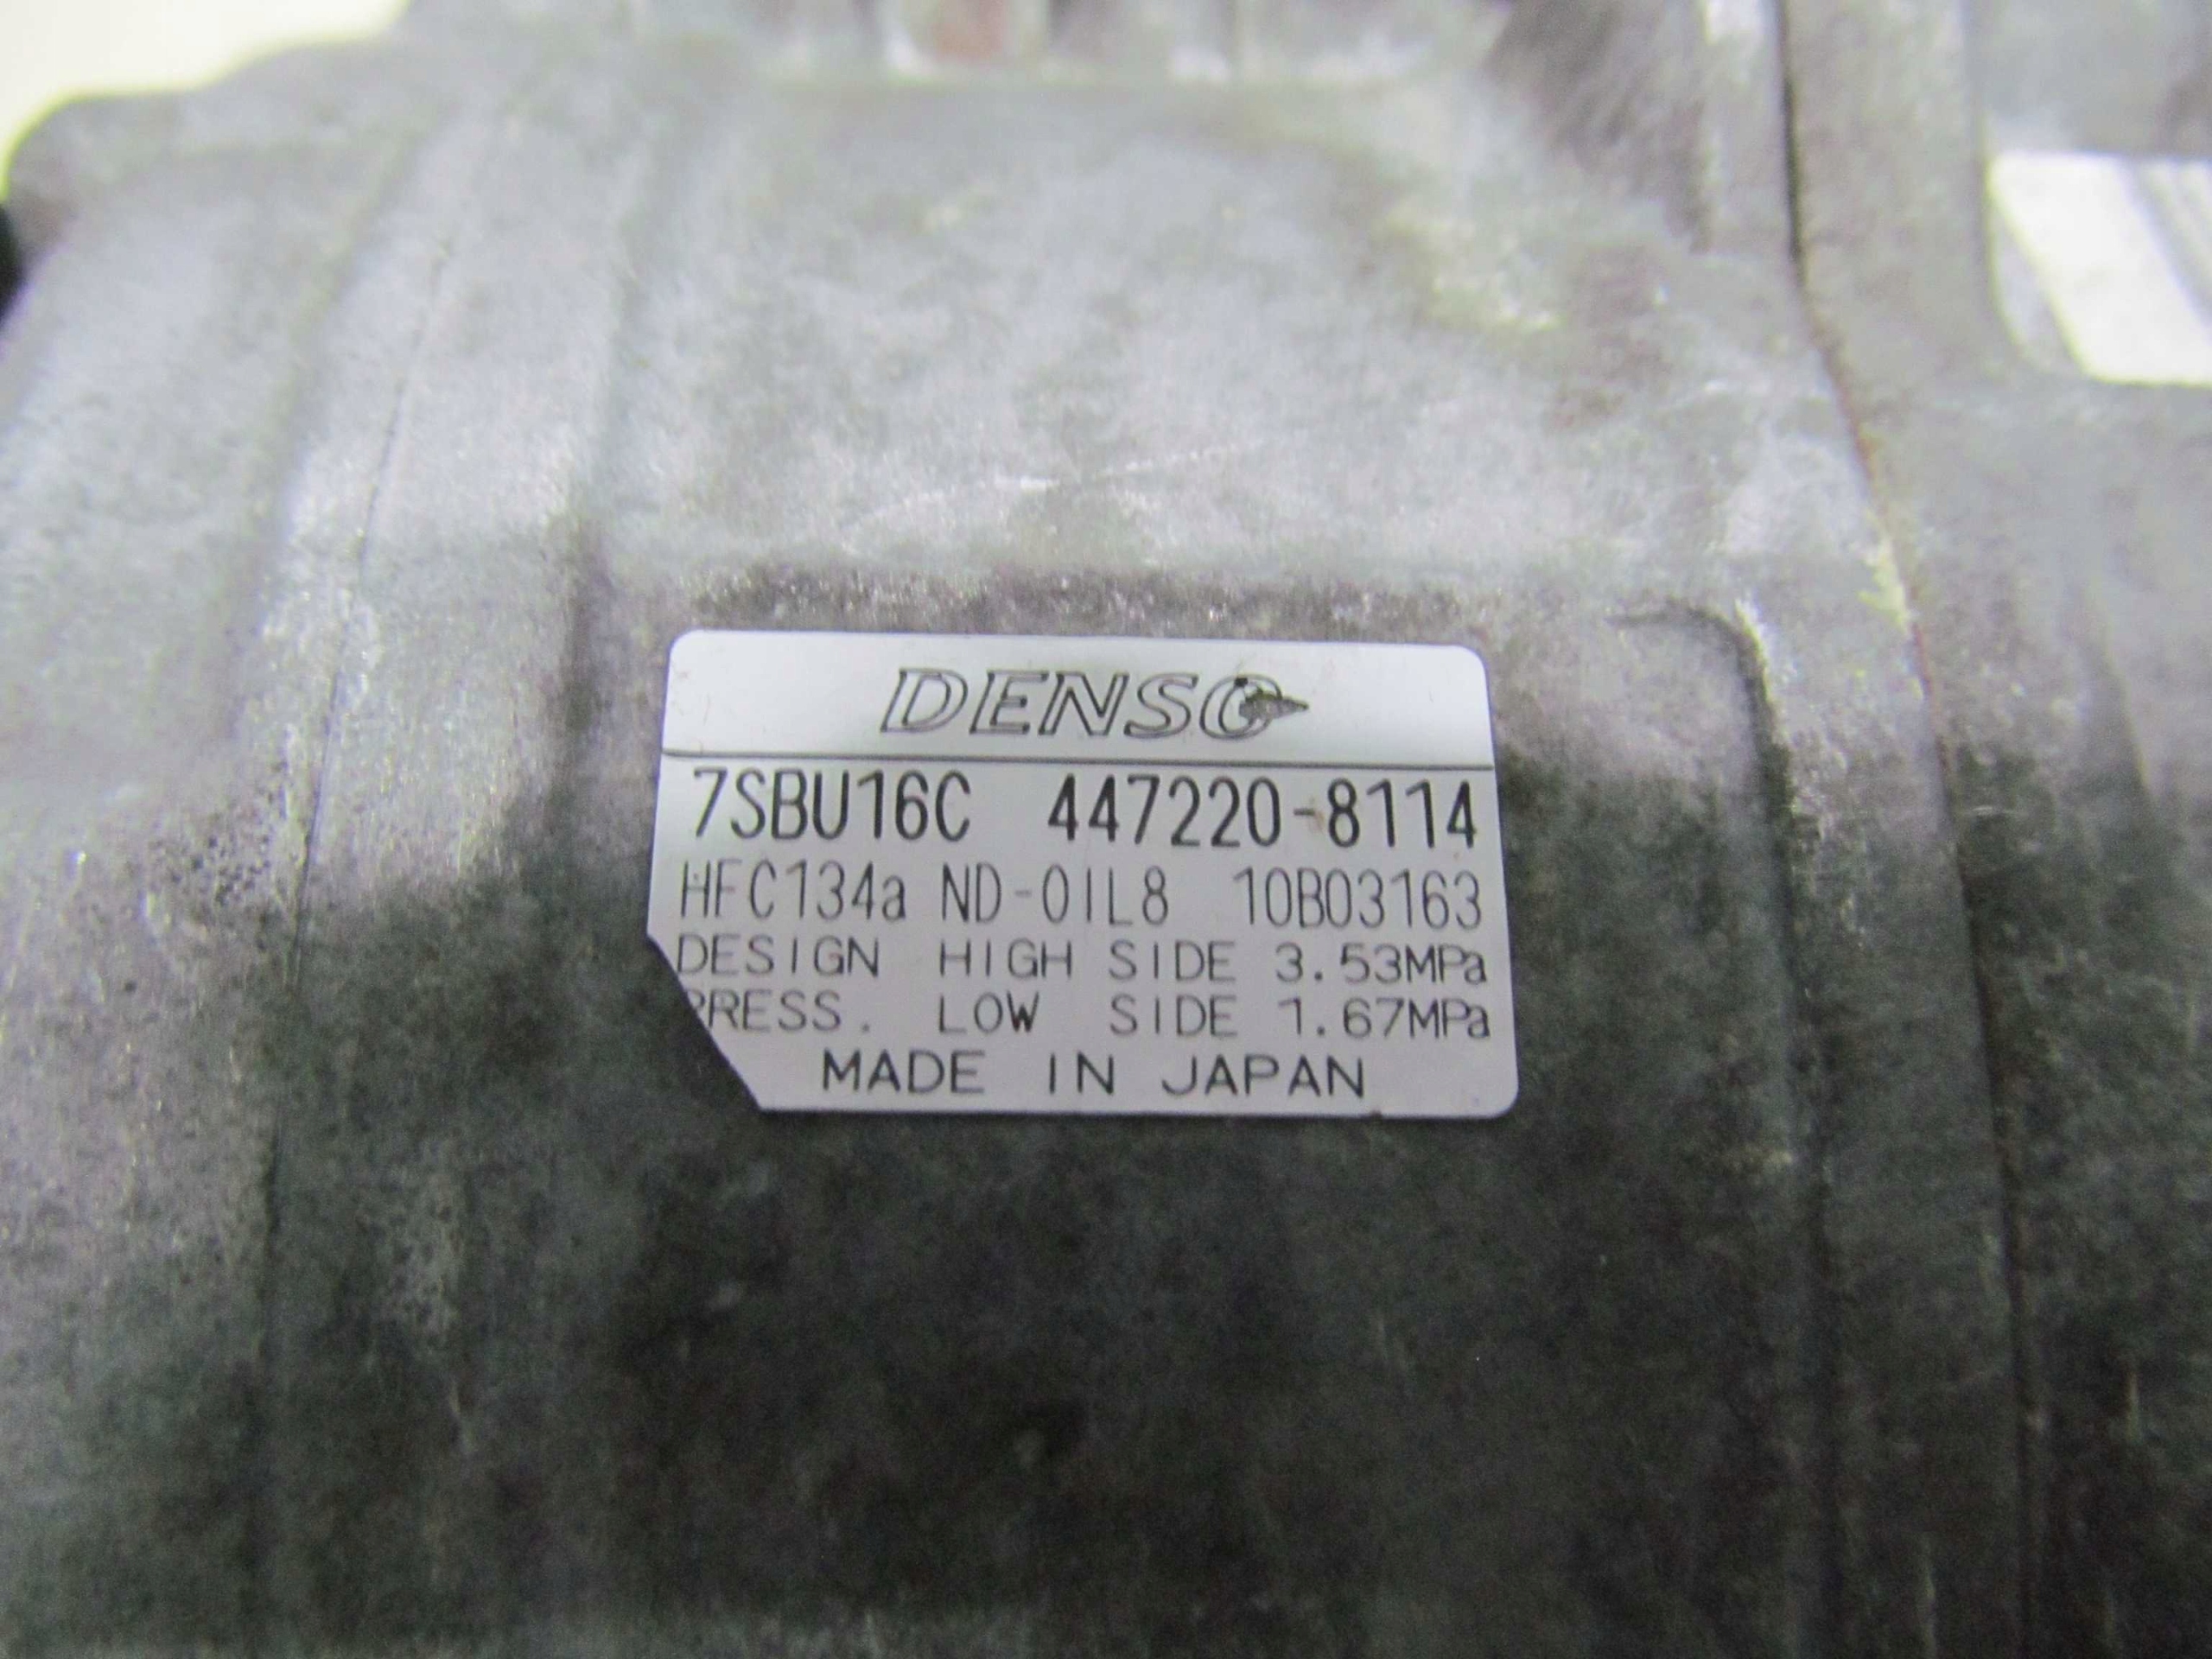 DENSO
7SBU16C 447220-8114
HFC134a ND-OIL8 10B03163
DESIGN HIGH SIDE 3.53MPa
PRESS. LOW SIDE 1.67MPa
MADE IN JAPAN